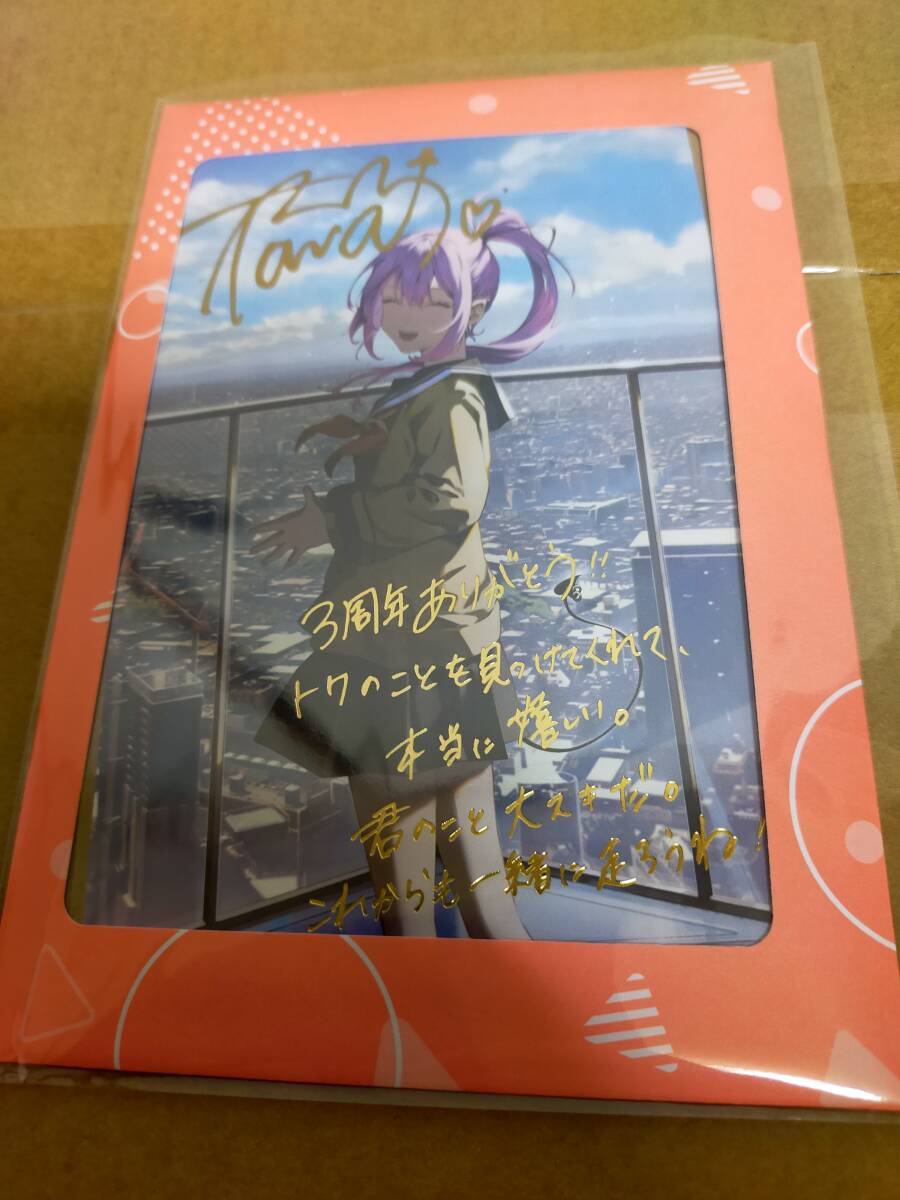 3周年ありがとう!!
トワのことを見つけてくれて、
本当に嬉しい。
君のこと大スキだ。
これからも一緒に走ろうね!